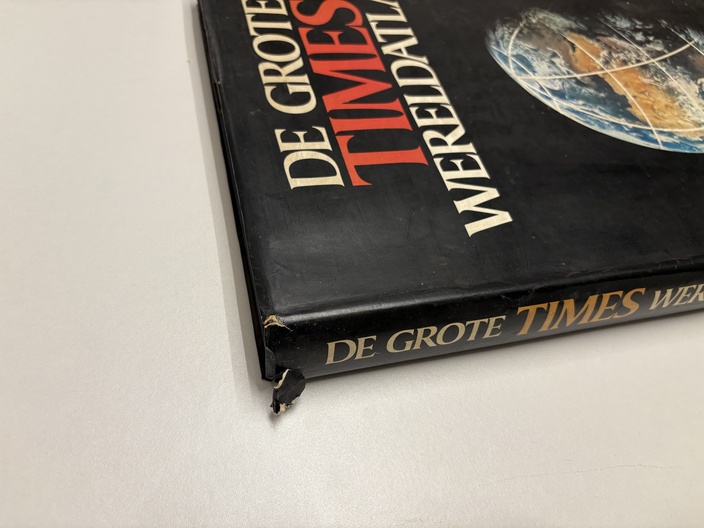 DE GROTE
TIMES
WERELDATLA
DE GROTE TIMES WER